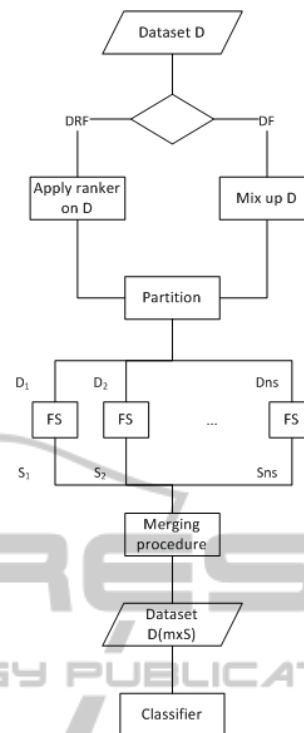 Dataset D
DRF
DF
Apply ranker
on D
Mix up D
Partition
D₁
D₂
Dns
FS
FS
...
FS
S₁
S₂
Sns
Merging
procedure
Dataset
D(mxS)
Classifier